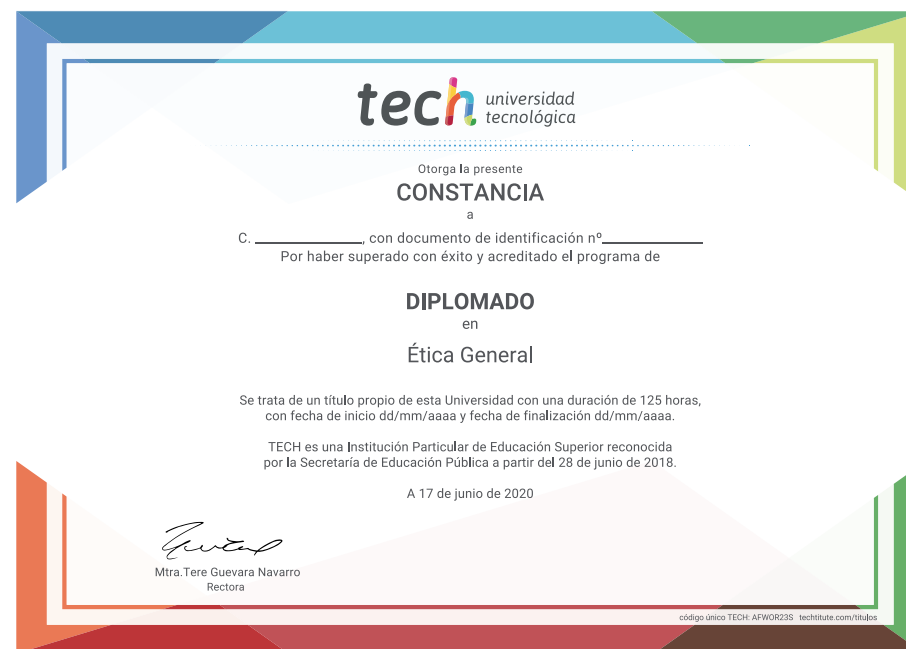 tech universidad
tecnológica
Otorga la presente
CONSTANCIA
a
C. ____________, con documento de identificación nº____________
Por haber superado con éxito y acreditado el programa de
DIPLOMADO
en
Ética General
Se trata de un título propio de esta Universidad con una duración de 125 horas,
con fecha de inicio dd/mm/aaaa y fecha de finalización dd/mm/aaaa.
TECH es una Institución Particular de Educación Superior reconocida
por la Secretaría de Educación Pública a partir del 28 de junio de 2018.
A 17 de junio de 2020
Mtra.Tere Guevara Navarro
Rectora
código único TECH: AFWOR23S techtitute.com/titulos